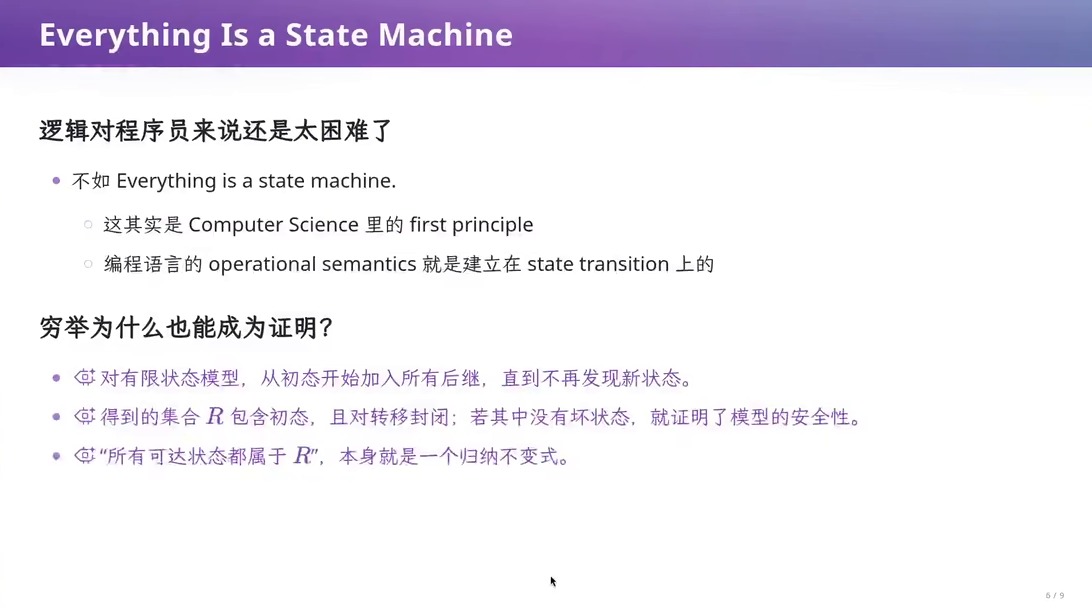 Everything Is a State Machine
逻辑对程序员来说还是太困难了
不如 Everything is a state machine.
这其实是 Computer Science 里的 first principle
编程语言的 operational semantics 就是建立在 state transition 上的
穷举为什么也能成为证明？
对有限状态模型，从初态开始加入所有后继，直到不再发现新状态。
得到的集合 R 包含初态，且对转移封闭；若其中没有坏状态，就证明了模型的安全性。
“所有可达状态都属于 R”，本身就是一个归纳不变式。
6 / 9